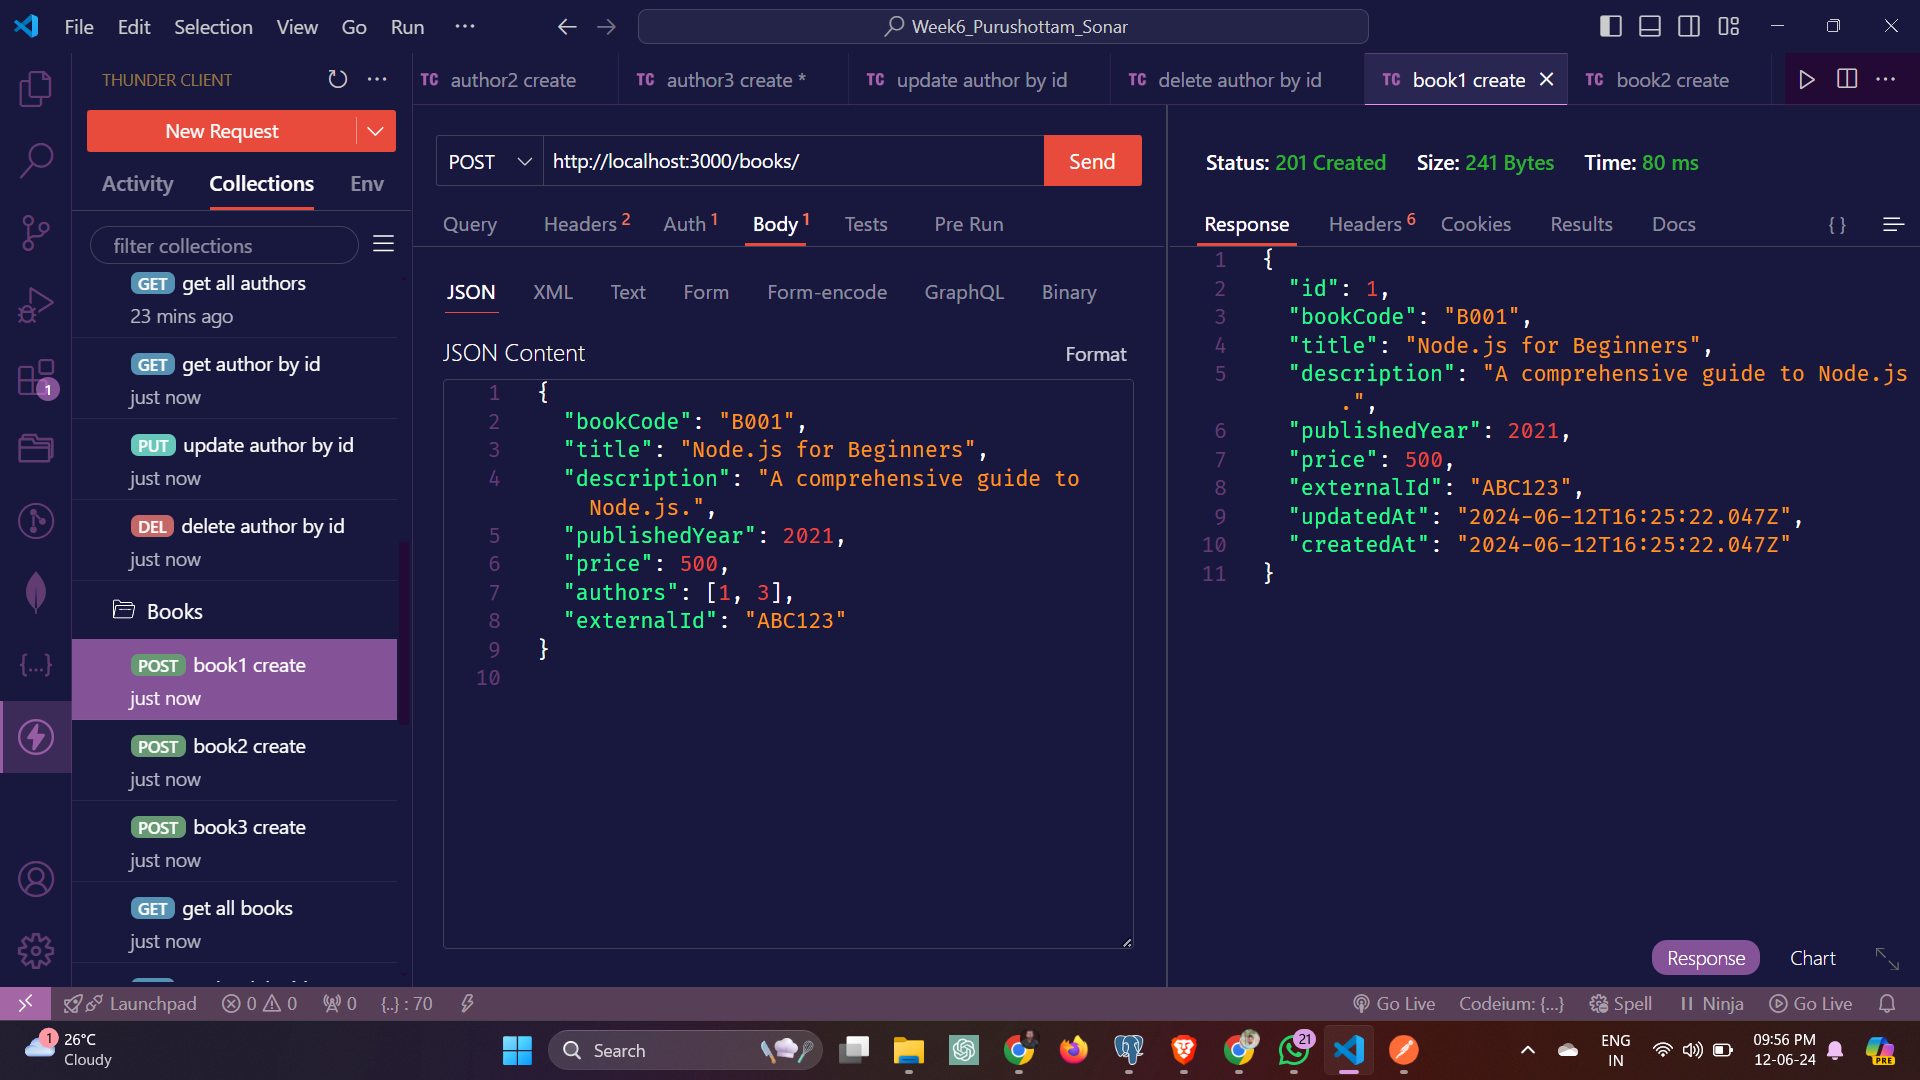 File Edit Selection View Go Run ...
Week6_Purushottam_Sonar
THUNDER CLIENT
New Request
Activity Collections Env
filter collections
GET get all authors
23 mins ago
GET get author by id
just now
PUT update author by id
just now
DEL delete author by id
just now
Books
POST book1 create
just now
POST book2 create
just now
POST book3 create
just now
GET get all books
just now
TC author2 create
TC author3 create *
TC update author by id
TC delete author by id
TC book1 create
TC book2 create
POST http://localhost:3000/books/ Send
Query Headers 2 Auth 1 Body 1 Tests Pre Run
JSON XML Text Form Form-encode GraphQL Binary
JSON Content Format
1 {
2 "bookCode": "B001",
3 "title": "Node.js for Beginners",
4 "description": "A comprehensive guide to
Node.js.",
5 "publishedYear": 2021,
6 "price": 500,
7 "authors": [1, 3],
8 "externalId": "ABC123"
9 }
10
Status: 201 Created Size: 241 Bytes Time: 80 ms
Response Headers 6 Cookies Results Docs { }
1 {
2 "id": 1,
3 "bookCode": "B001",
4 "title": "Node.js for Beginners",
5 "description": "A comprehensive guide to Node.js
.",
6 "publishedYear": 2021,
7 "price": 500,
8 "externalId": "ABC123",
9 "updatedAt": "2024-06-12T16:25:22.047Z",
10 "createdAt": "2024-06-12T16:25:22.047Z"
11 }
Response Chart
1
{...}
Launchpad 0 0 0 {..} : 70
Go Live Codeium: {...} Spell Ninja Go Live
1 26°C
Cloudy
Search
21
ENG
IN
09:56 PM
12-06-24
PRE